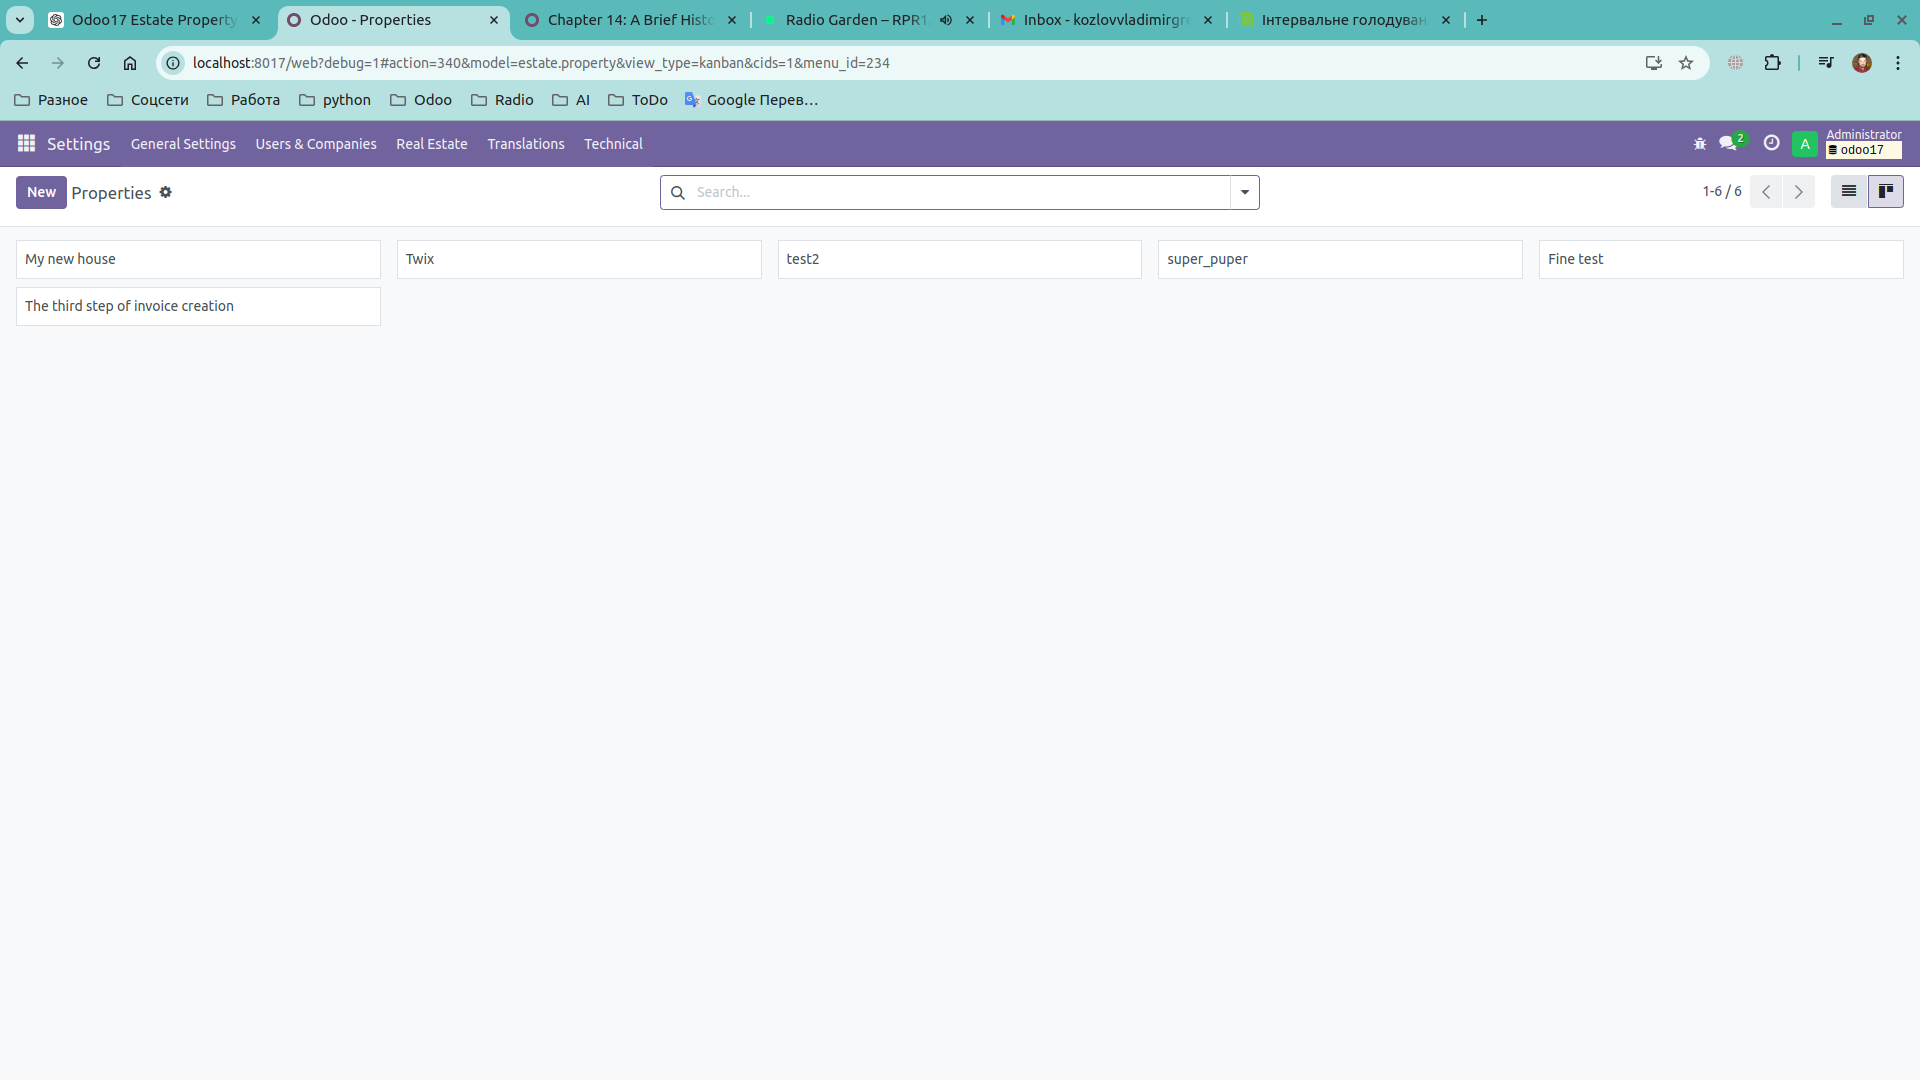 Odoo17 Estate Property
Odoo - Properties
Chapter 14: A Brief Histo
Radio Garden – RPR1.
Inbox - kozlovvladimirgre
Інтервальне голодуван
localhost:8017/web?debug=1#action=340&model=estate.property&view_type=kanban&cids=1&menu_id=234
Разное
Соцсети
Работа
python
Odoo
Radio
AI
ToDo
Google Перев…
Settings
General Settings
Users & Companies
Real Estate
Translations
Technical
2
A
Administrator
odoo17
New
Properties
Search...
1-6 / 6
My new house
Twix
test2
super_puper
Fine test
The third step of invoice creation